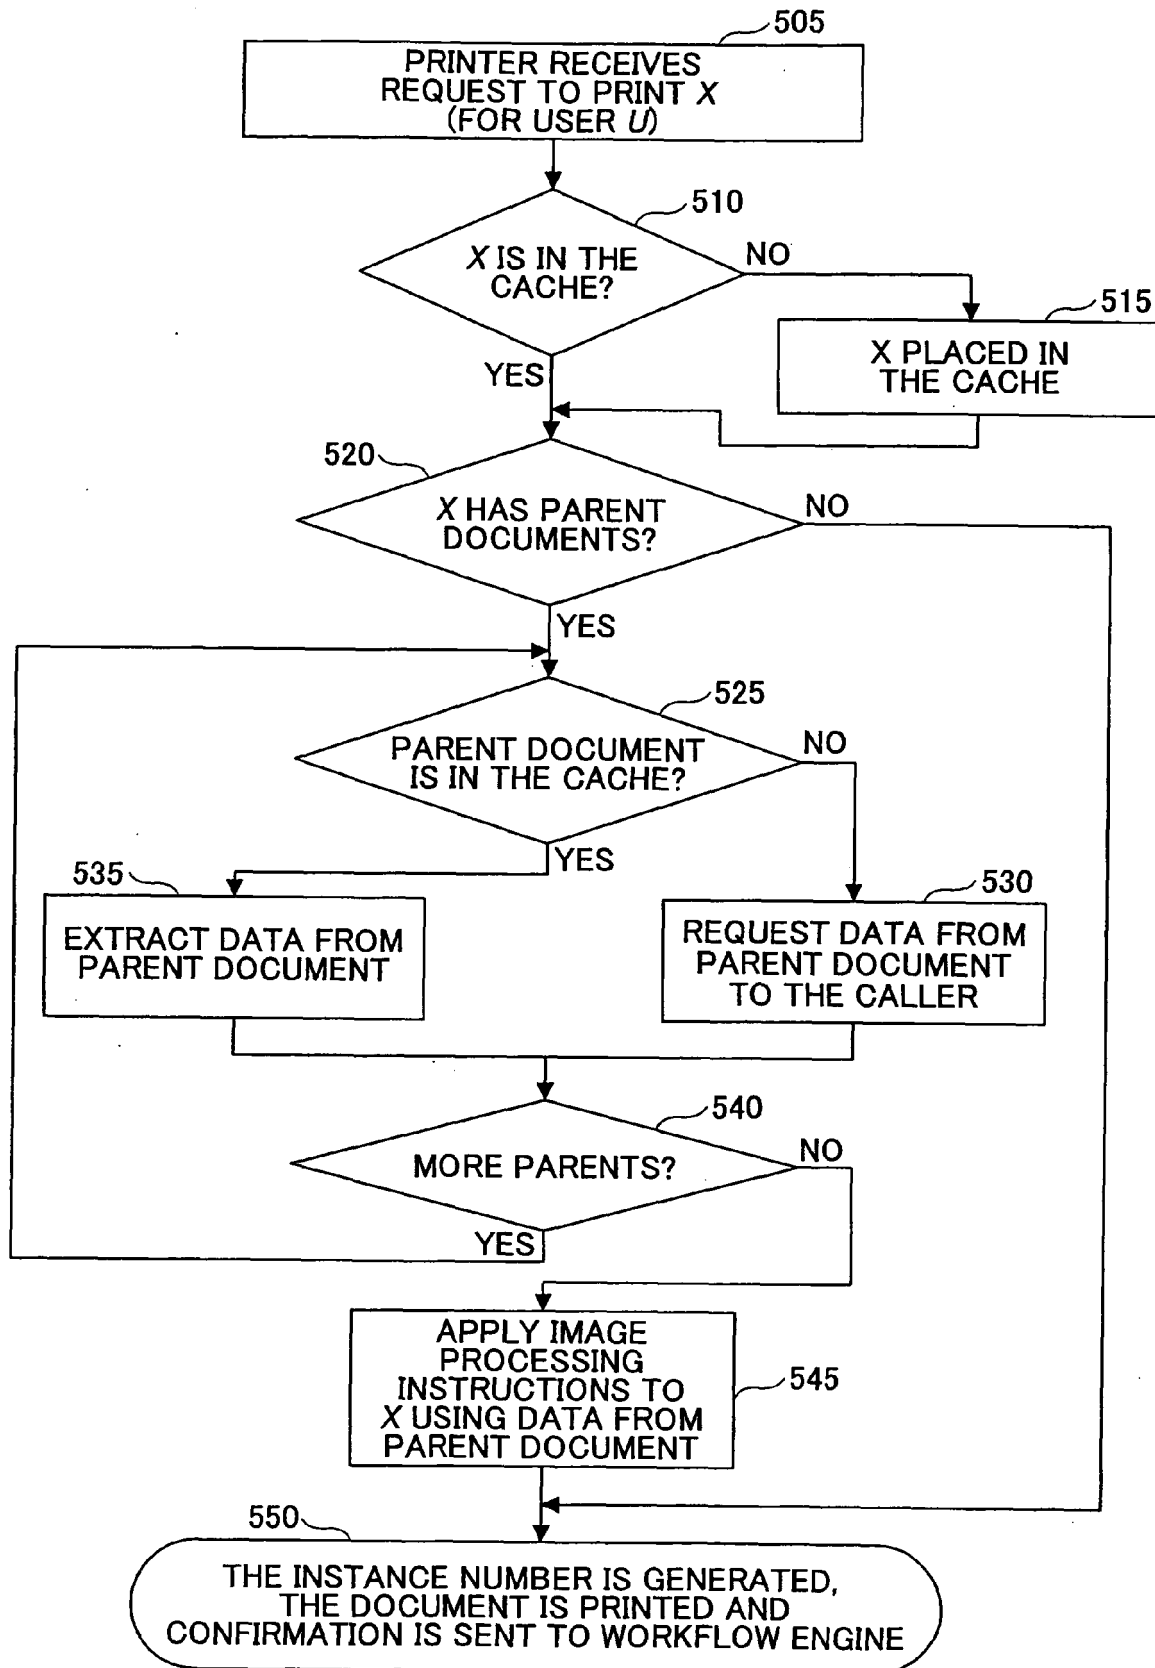 505
PRINTER RECEIVES
REQUEST TO PRINT X
(FOR USER U)
510
X IS IN THE
CACHE?
NO
YES
515
X PLACED IN
THE CACHE
520
X HAS PARENT
DOCUMENTS?
NO
YES
525
PARENT DOCUMENT
IS IN THE CACHE?
NO
YES
535
EXTRACT DATA FROM
PARENT DOCUMENT
530
REQUEST DATA FROM
PARENT DOCUMENT
TO THE CALLER
540
MORE PARENTS?
NO
YES
APPLY IMAGE
PROCESSING
INSTRUCTIONS TO
X USING DATA FROM
PARENT DOCUMENT
545
550
THE INSTANCE NUMBER IS GENERATED,
THE DOCUMENT IS PRINTED AND
CONFIRMATION IS SENT TO WORKFLOW ENGINE